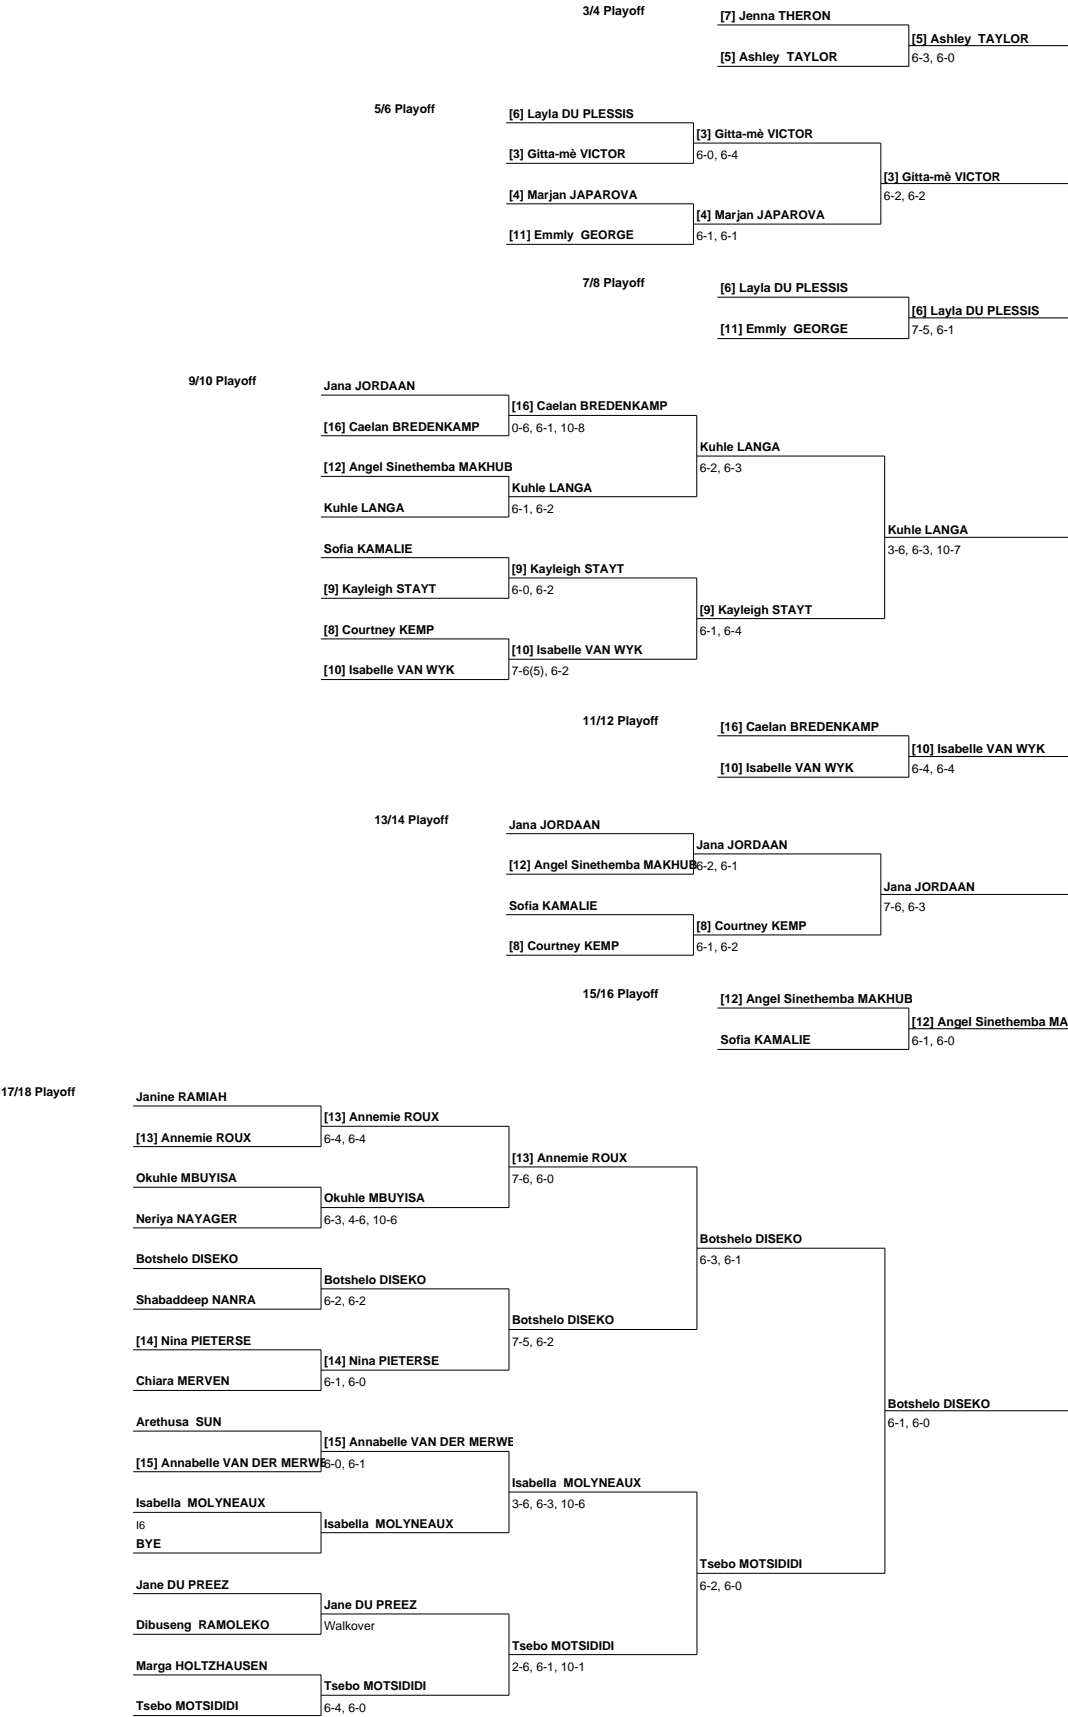 3/4 Playoff
[7] Jenna THERON
[5] Ashley  TAYLOR
[5] Ashley  TAYLOR
6-3, 6-0
5/6 Playoff
[6] Layla DU PLESSIS
[3] Gitta-mè VICTOR
[3] Gitta-mè VICTOR
6-0, 6-4
[3] Gitta-mè VICTOR
6-2, 6-2
[4] Marjan JAPAROVA
[4] Marjan JAPAROVA
[11] Emmly  GEORGE
6-1, 6-1
7/8 Playoff
[6] Layla DU PLESSIS
[6] Layla DU PLESSIS
[11] Emmly  GEORGE
7-5, 6-1
9/10 Playoff
Jana JORDAAN
[16] Caelan BREDENKAMP
[16] Caelan BREDENKAMP
0-6, 6-1, 10-8
Kuhle LANGA
6-2, 6-3
[12] Angel Sinethemba MAKHUB
Kuhle LANGA
Kuhle LANGA
6-1, 6-2
Kuhle LANGA
3-6, 6-3, 10-7
Sofia KAMALIE
[9] Kayleigh STAYT
[9] Kayleigh STAYT
6-0, 6-2
[9] Kayleigh STAYT
6-1, 6-4
[8] Courtney KEMP
[10] Isabelle VAN WYK
[10] Isabelle VAN WYK
7-6(5), 6-2
11/12 Playoff
[16] Caelan BREDENKAMP
[10] Isabelle VAN WYK
[10] Isabelle VAN WYK
6-4, 6-4
13/14 Playoff
Jana JORDAAN
Jana JORDAAN
[12] Angel Sinethemba MAKHUB
6-2, 6-1
Jana JORDAAN
7-6, 6-3
Sofia KAMALIE
[8] Courtney KEMP
[8] Courtney KEMP
6-1, 6-2
15/16 Playoff
[12] Angel Sinethemba MAKHUB
[12] Angel Sinethemba MA
Sofia KAMALIE
6-1, 6-0
17/18 Playoff
Janine RAMIAH
[13] Annemie ROUX
[13] Annemie ROUX
6-4, 6-4
[13] Annemie ROUX
7-6, 6-0
Okuhle MBUYISA
Okuhle MBUYISA
Neriya NAYAGER
6-3, 4-6, 10-6
Botshelo DISEKO
6-3, 6-1
Botshelo DISEKO
Botshelo DISEKO
Shabaddeep NANRA
6-2, 6-2
Botshelo DISEKO
7-5, 6-2
[14] Nina PIETERSE
[14] Nina PIETERSE
Chiara MERVEN
6-1, 6-0
Botshelo DISEKO
6-1, 6-0
Arethusa  SUN
[15] Annabelle VAN DER MERWE
[15] Annabelle VAN DER MERWE
6-0, 6-1
Isabella  MOLYNEAUX
3-6, 6-3, 10-6
Isabella  MOLYNEAUX
I6
Isabella  MOLYNEAUX
BYE
Tsebo MOTSIDIDI
6-2, 6-0
Jane DU PREEZ
Jane DU PREEZ
Dibuseng  RAMOLEKO
Walkover
Tsebo MOTSIDIDI
2-6, 6-1, 10-1
Marga HOLTZHAUSEN
Tsebo MOTSIDIDI
Tsebo MOTSIDIDI
6-4, 6-0